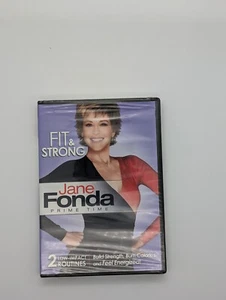 FIT &
STRONG
Jane
Fonda
PRIME TIME
2 LOW-IMPACT
ROUTINES
Build Strength, Burn Calories
and Feel Energized!